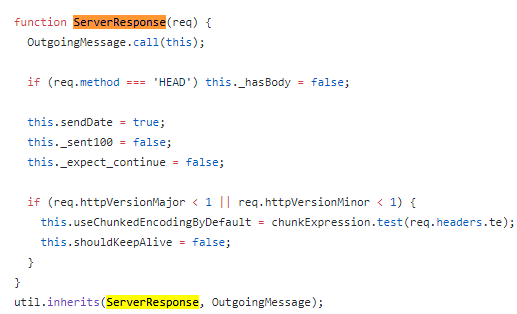 function ServerResponse(req) {
  OutgoingMessage.call(this);

  if (req.method === 'HEAD') this._hasBody = false;

  this.sendDate = true;
  this._sent100 = false;
  this._expect_continue = false;

  if (req.httpVersionMajor < 1 || req.httpVersionMinor < 1) {
    this.useChunkedEncodingByDefault = chunkExpression.test(req.headers.te);
    this.shouldKeepAlive = false;
  }
}
util.inherits(ServerResponse, OutgoingMessage);